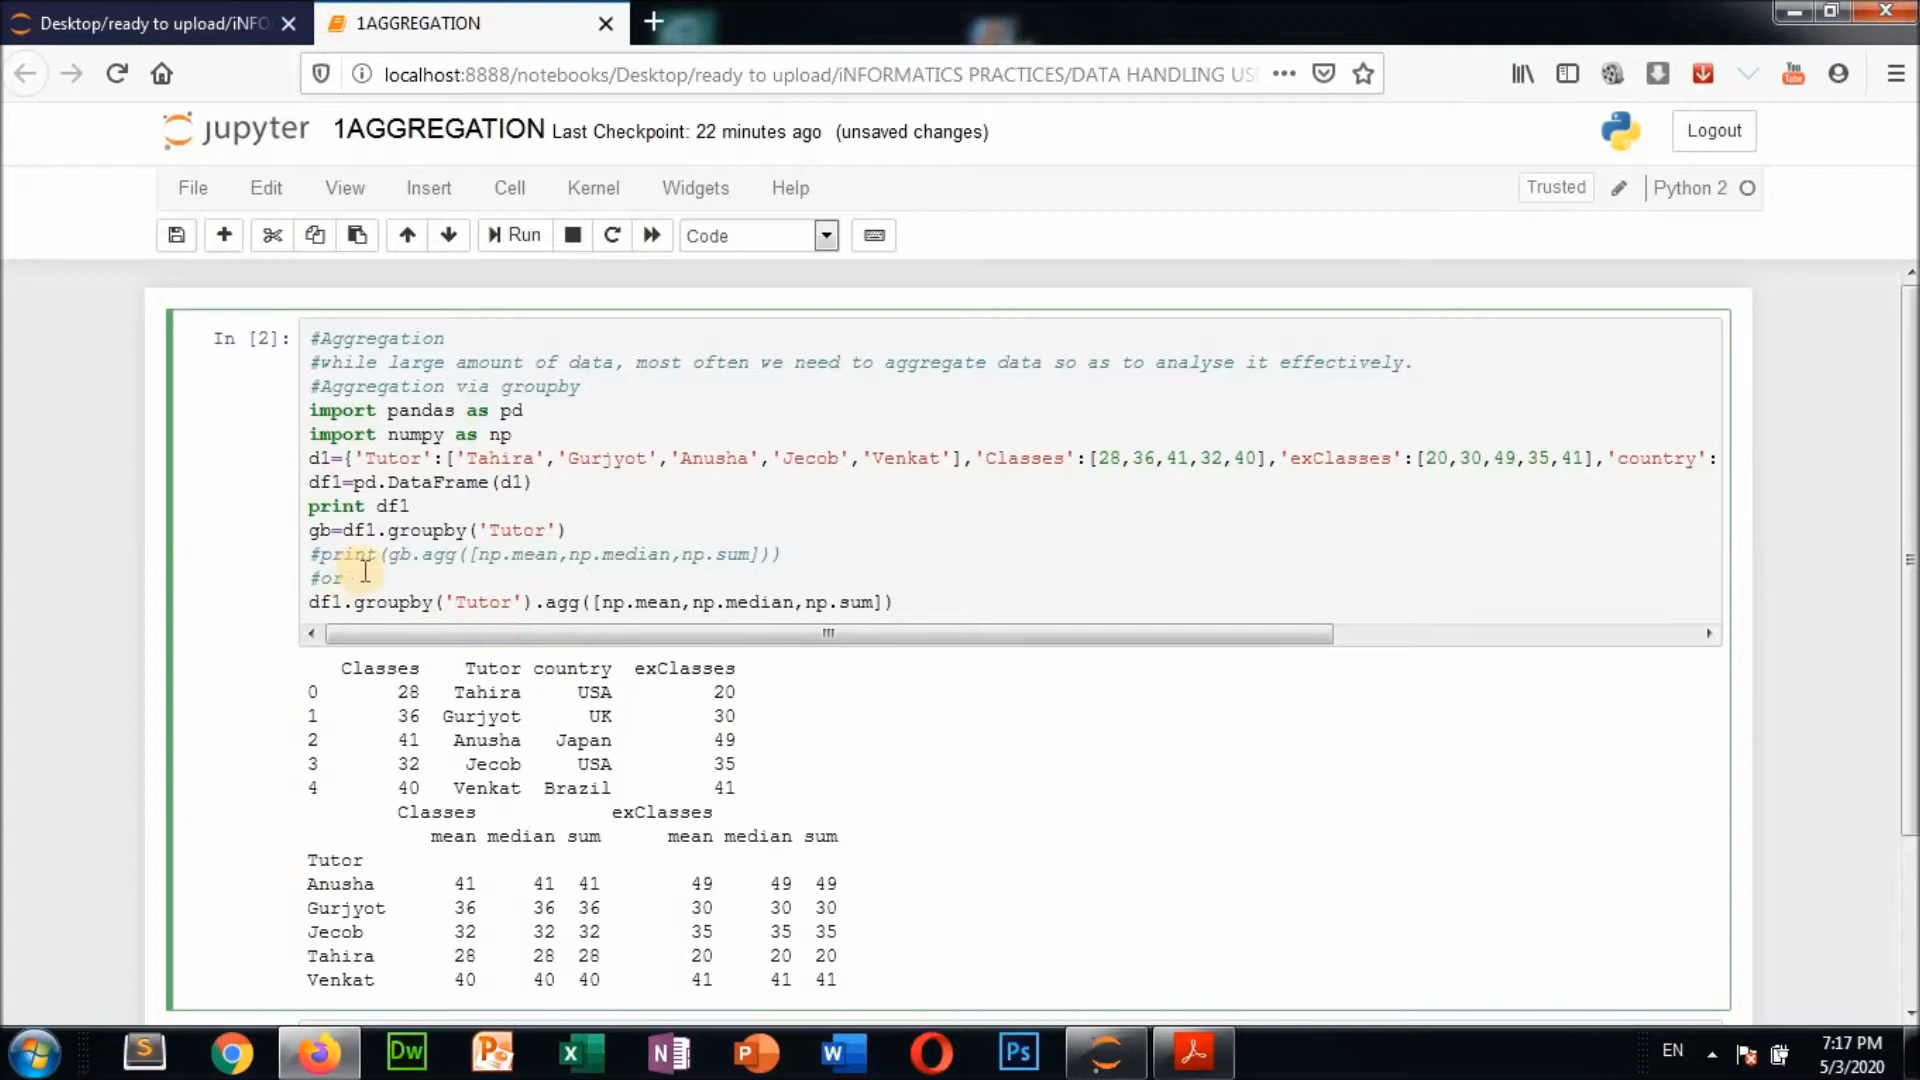 Desktop/ready to upload/iNFO
1AGGREGATION
localhost:8888/notebooks/Desktop/ready to upload/iNFORMATICS PRACTICES/DATA HANDLING US
You Tube
jupyter 1AGGREGATION Last Checkpoint: 22 minutes ago (unsaved changes)
Logout
File Edit View Insert Cell Kernel Widgets Help
Trusted Python 2
Run Code
In [2]:
#Aggregation
#while large amount of data, most often we need to aggregate data so as to analyse it effectively.
#Aggregation via groupby
import pandas as pd
import numpy as np
d1={'Tutor':['Tahira','Gurjyot','Anusha','Jecob','Venkat'],'Classes':[28,36,41,32,40],'exClasses':[20,30,49,35,41],'country':
df1=pd.DataFrame(d1)
print df1
gb=df1.groupby('Tutor')
#print(gb.agg([np.mean,np.median,np.sum]))
#or
df1.groupby('Tutor').agg([np.mean,np.median,np.sum])
Classes Tutor country exClasses
0 28 Tahira USA 20
1 36 Gurjyot UK 30
2 41 Anusha Japan 49
3 32 Jecob USA 35
4 40 Venkat Brazil 41
Classes exClasses
mean median sum mean median sum
Tutor
Anusha 41 41 41 49 49 49
Gurjyot 36 36 36 30 30 30
Jecob 32 32 32 35 35 35
Tahira 28 28 28 20 20 20
Venkat 40 40 40 41 41 41
S Dw P X N P W Ps
EN
7:17 PM
5/3/2020